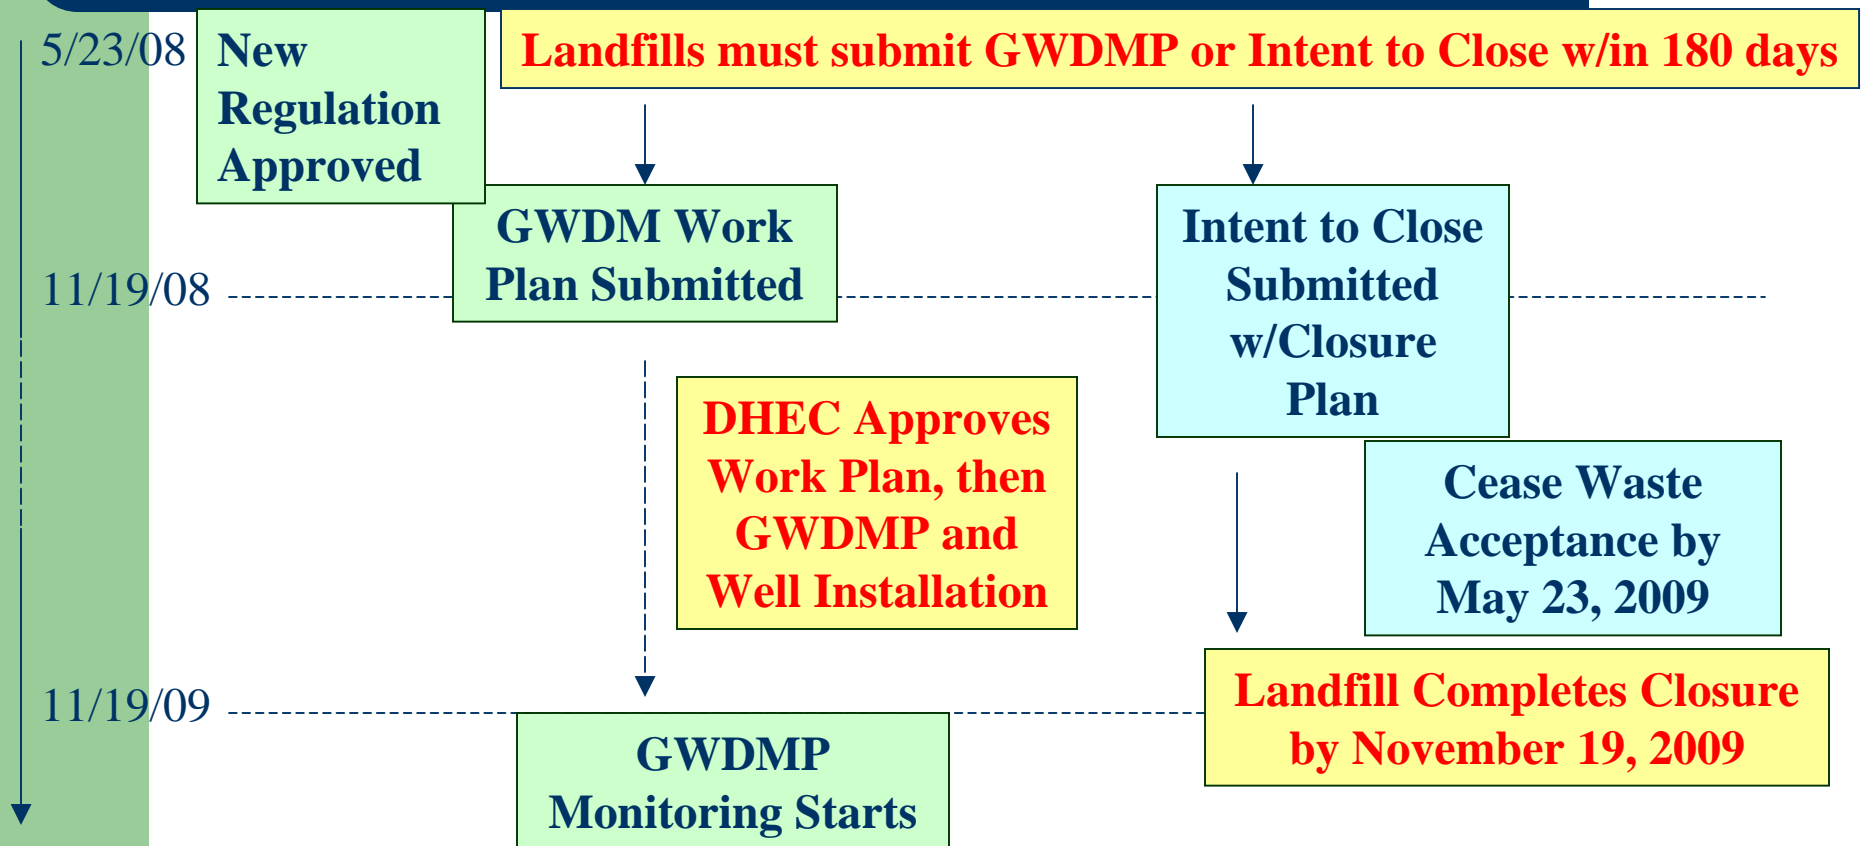 5/23/08
New
Regulation
Approved
Landfills must submit GWDMP or Intent to Close w/in 180 days
GWDM Work
Plan Submitted
Intent to Close
Submitted
w/Closure
Plan
11/19/08
DHEC Approves
Work Plan, then
GWDMP and
Well Installation
Cease Waste
Acceptance by
May 23, 2009
11/19/09
Landfill Completes Closure
by November 19, 2009
GWDMP
Monitoring Starts